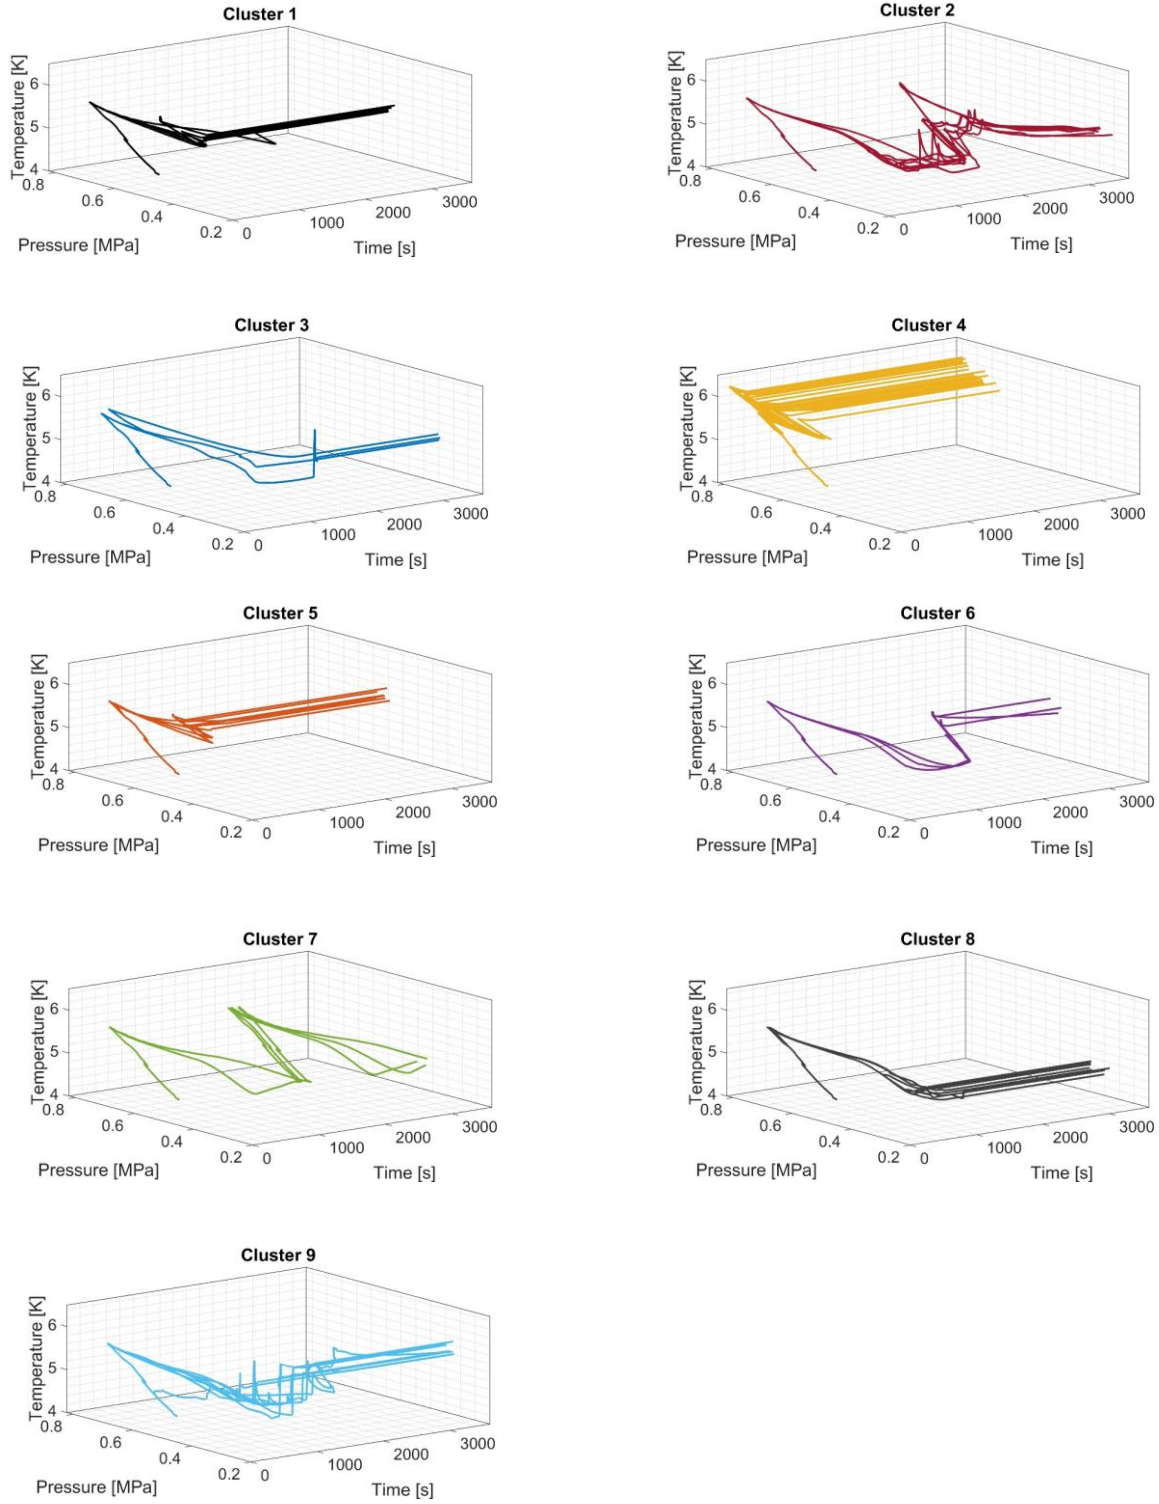 Cluster 1
Temperature [K]
6
5
4
0.8
0.6
0.4
0.2
Pressure [MPa]
0
1000
2000
3000
Time [s]
Cluster 2
Temperature [K]
6
5
4
0.8
0.6
0.4
0.2
Pressure [MPa]
0
1000
2000
3000
Time [s]
Cluster 3
Temperature [K]
6
5
4
0.8
0.6
0.4
0.2
Pressure [MPa]
0
1000
2000
3000
Time [s]
Cluster 4
Temperature [K]
6
5
4
0.8
0.6
0.4
0.2
Pressure [MPa]
0
1000
2000
3000
Time [s]
Cluster 5
Temperature [K]
6
5
4
0.8
0.6
0.4
0.2
Pressure [MPa]
0
1000
2000
3000
Time [s]
Cluster 6
Temperature [K]
6
5
4
0.8
0.6
0.4
0.2
Pressure [MPa]
0
1000
2000
3000
Time [s]
Cluster 7
Temperature [K]
6
5
4
0.8
0.6
0.4
0.2
Pressure [MPa]
0
1000
2000
3000
Time [s]
Cluster 8
Temperature [K]
6
5
4
0.8
0.6
0.4
0.2
Pressure [MPa]
0
1000
2000
3000
Time [s]
Cluster 9
Temperature [K]
6
5
4
0.8
0.6
0.4
0.2
Pressure [MPa]
0
1000
2000
3000
Time [s]